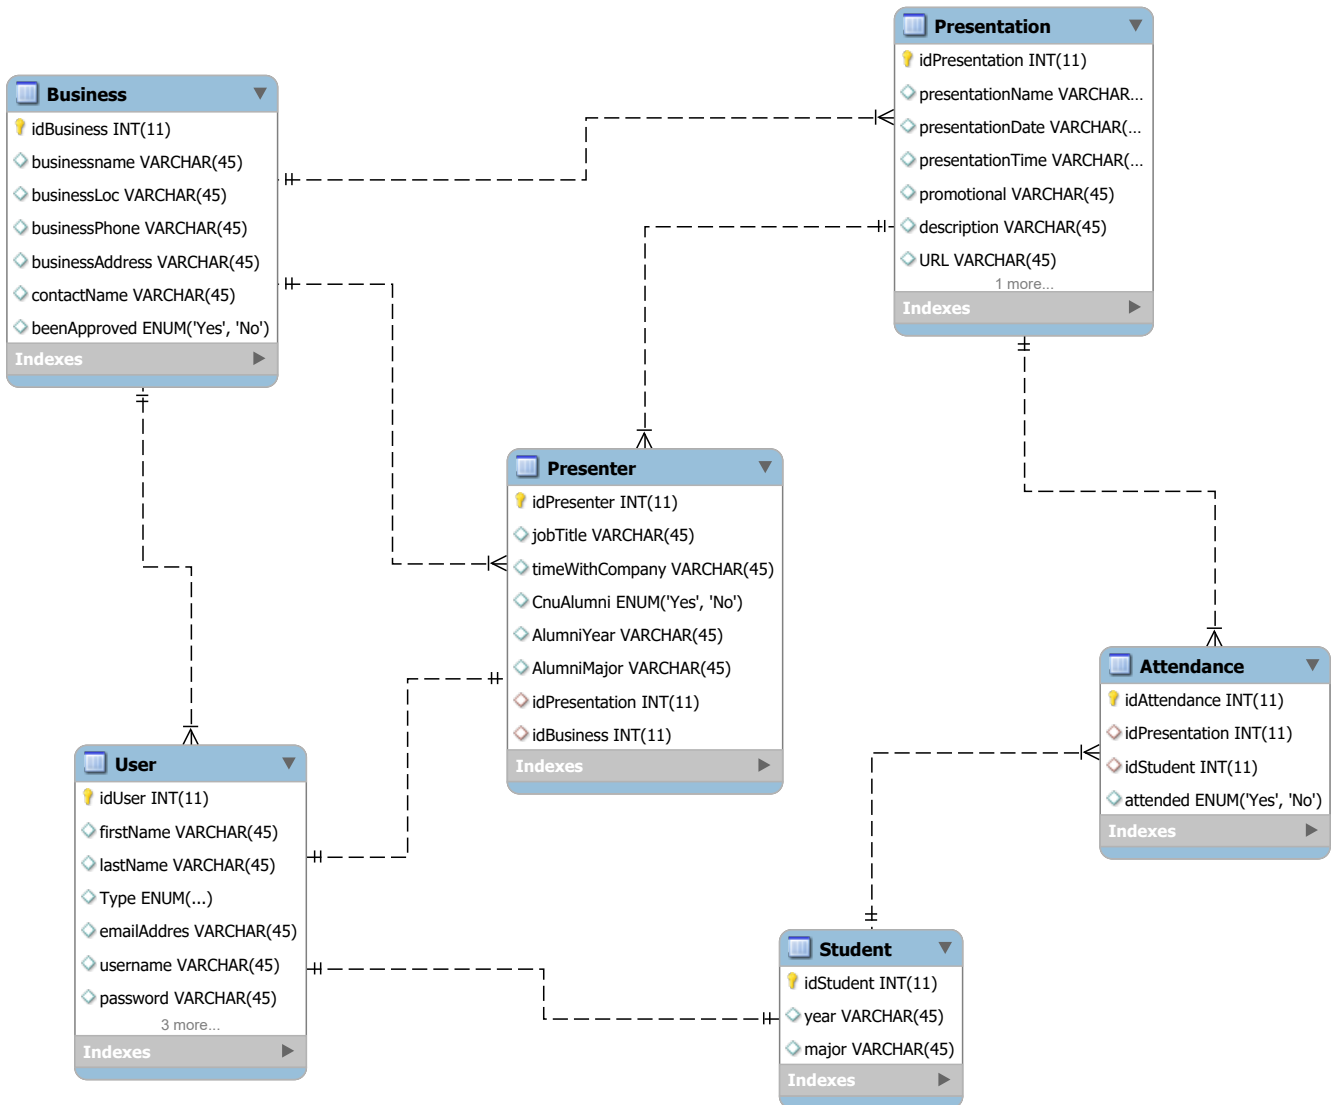 Business
idBusiness INT(11)
businessname VARCHAR(45)
businessLoc VARCHAR(45)
businessPhone VARCHAR(45)
businessAddress VARCHAR(45)
contactName VARCHAR(45)
beenApproved ENUM('Yes', 'No')
Indexes
Presentation
idPresentation INT(11)
presentationName VARCHAR...
presentationDate VARCHAR(...
presentationTime VARCHAR(...
promotional VARCHAR(45)
description VARCHAR(45)
URL VARCHAR(45)
1 more...
Indexes
Presenter
idPresenter INT(11)
jobTitle VARCHAR(45)
timeWithCompany VARCHAR(45)
CnuAlumni ENUM('Yes', 'No')
AlumniYear VARCHAR(45)
AlumniMajor VARCHAR(45)
idPresentation INT(11)
idBusiness INT(11)
Indexes
Attendance
idAttendance INT(11)
idPresentation INT(11)
idStudent INT(11)
attended ENUM('Yes', 'No')
Indexes
User
idUser INT(11)
firstName VARCHAR(45)
lastName VARCHAR(45)
Type ENUM(...)
emailAddres VARCHAR(45)
username VARCHAR(45)
password VARCHAR(45)
3 more...
Indexes
Student
idStudent INT(11)
year VARCHAR(45)
major VARCHAR(45)
Indexes